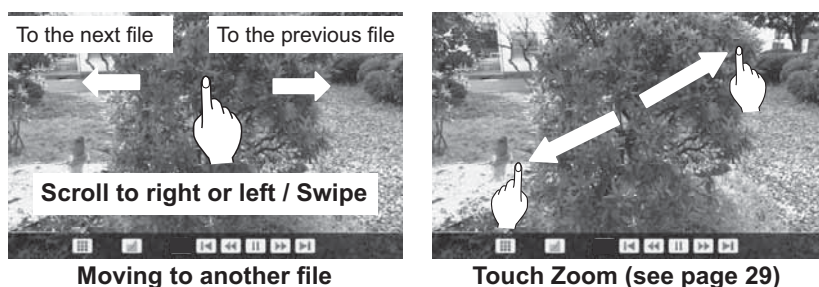 To the next file
To the previous file
Scroll to right or left / Swipe
Moving to another file
Touch Zoom (see page 29)